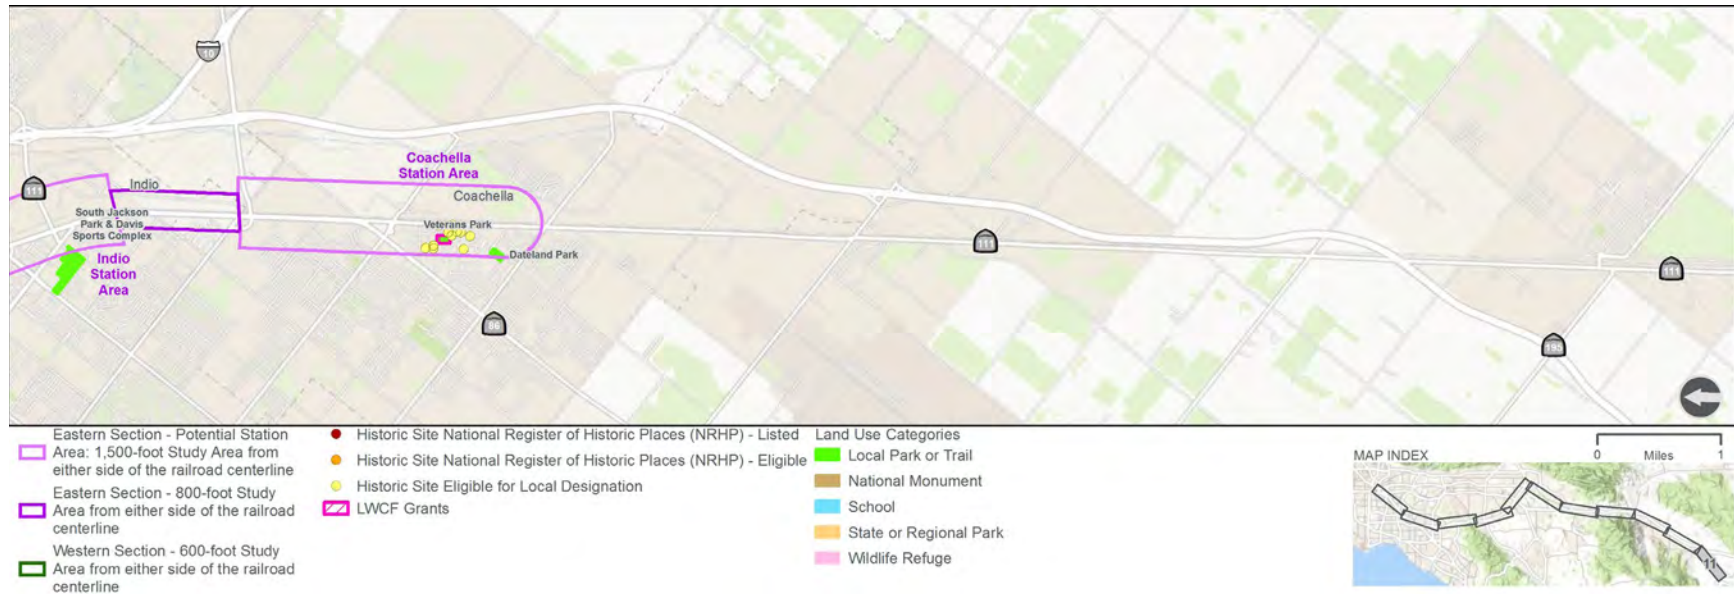 10
Coachella
Station Area
111
Indio
Coachella
South Jackson
Park & Davis
Sports Complex
Veterans Park
111
Dateland Park
Indio
Station
Area
111
86
195
Eastern Section - Potential Station
Area: 1,500-foot Study Area from
either side of the railroad centerline
Eastern Section - 800-foot Study
Area from either side of the railroad
centerline
Western Section - 600-foot Study
Area from either side of the railroad
centerline
Historic Site National Register of Historic Places (NRHP) - Listed
Historic Site National Register of Historic Places (NRHP) - Eligible
Historic Site Eligible for Local Designation
LWCF Grants
Land Use Categories
Local Park or Trail
National Monument
School
State or Regional Park
Wildlife Refuge
0 Miles 1
MAP INDEX
11